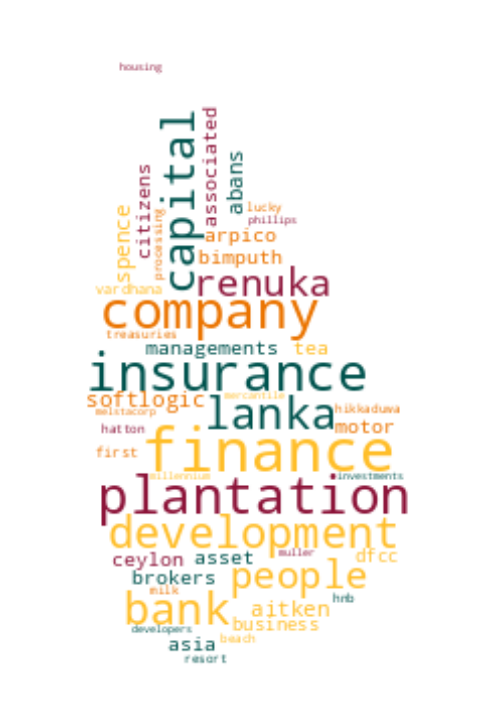 housing
capital
associated
abans
citizens
spence
processing
lucky
phillips
arpico
bimputh
renuka
vardhana
company
treasuries
managements tea
insurance
softlogic mercantile
melstacorp lanka hikkaduwa
hatton motor
finance
first
millennium investments
plantation
development
ceylon asset muller dfcc
brokers people
milk hnb
bank aitken
developers business
asia beach
resort